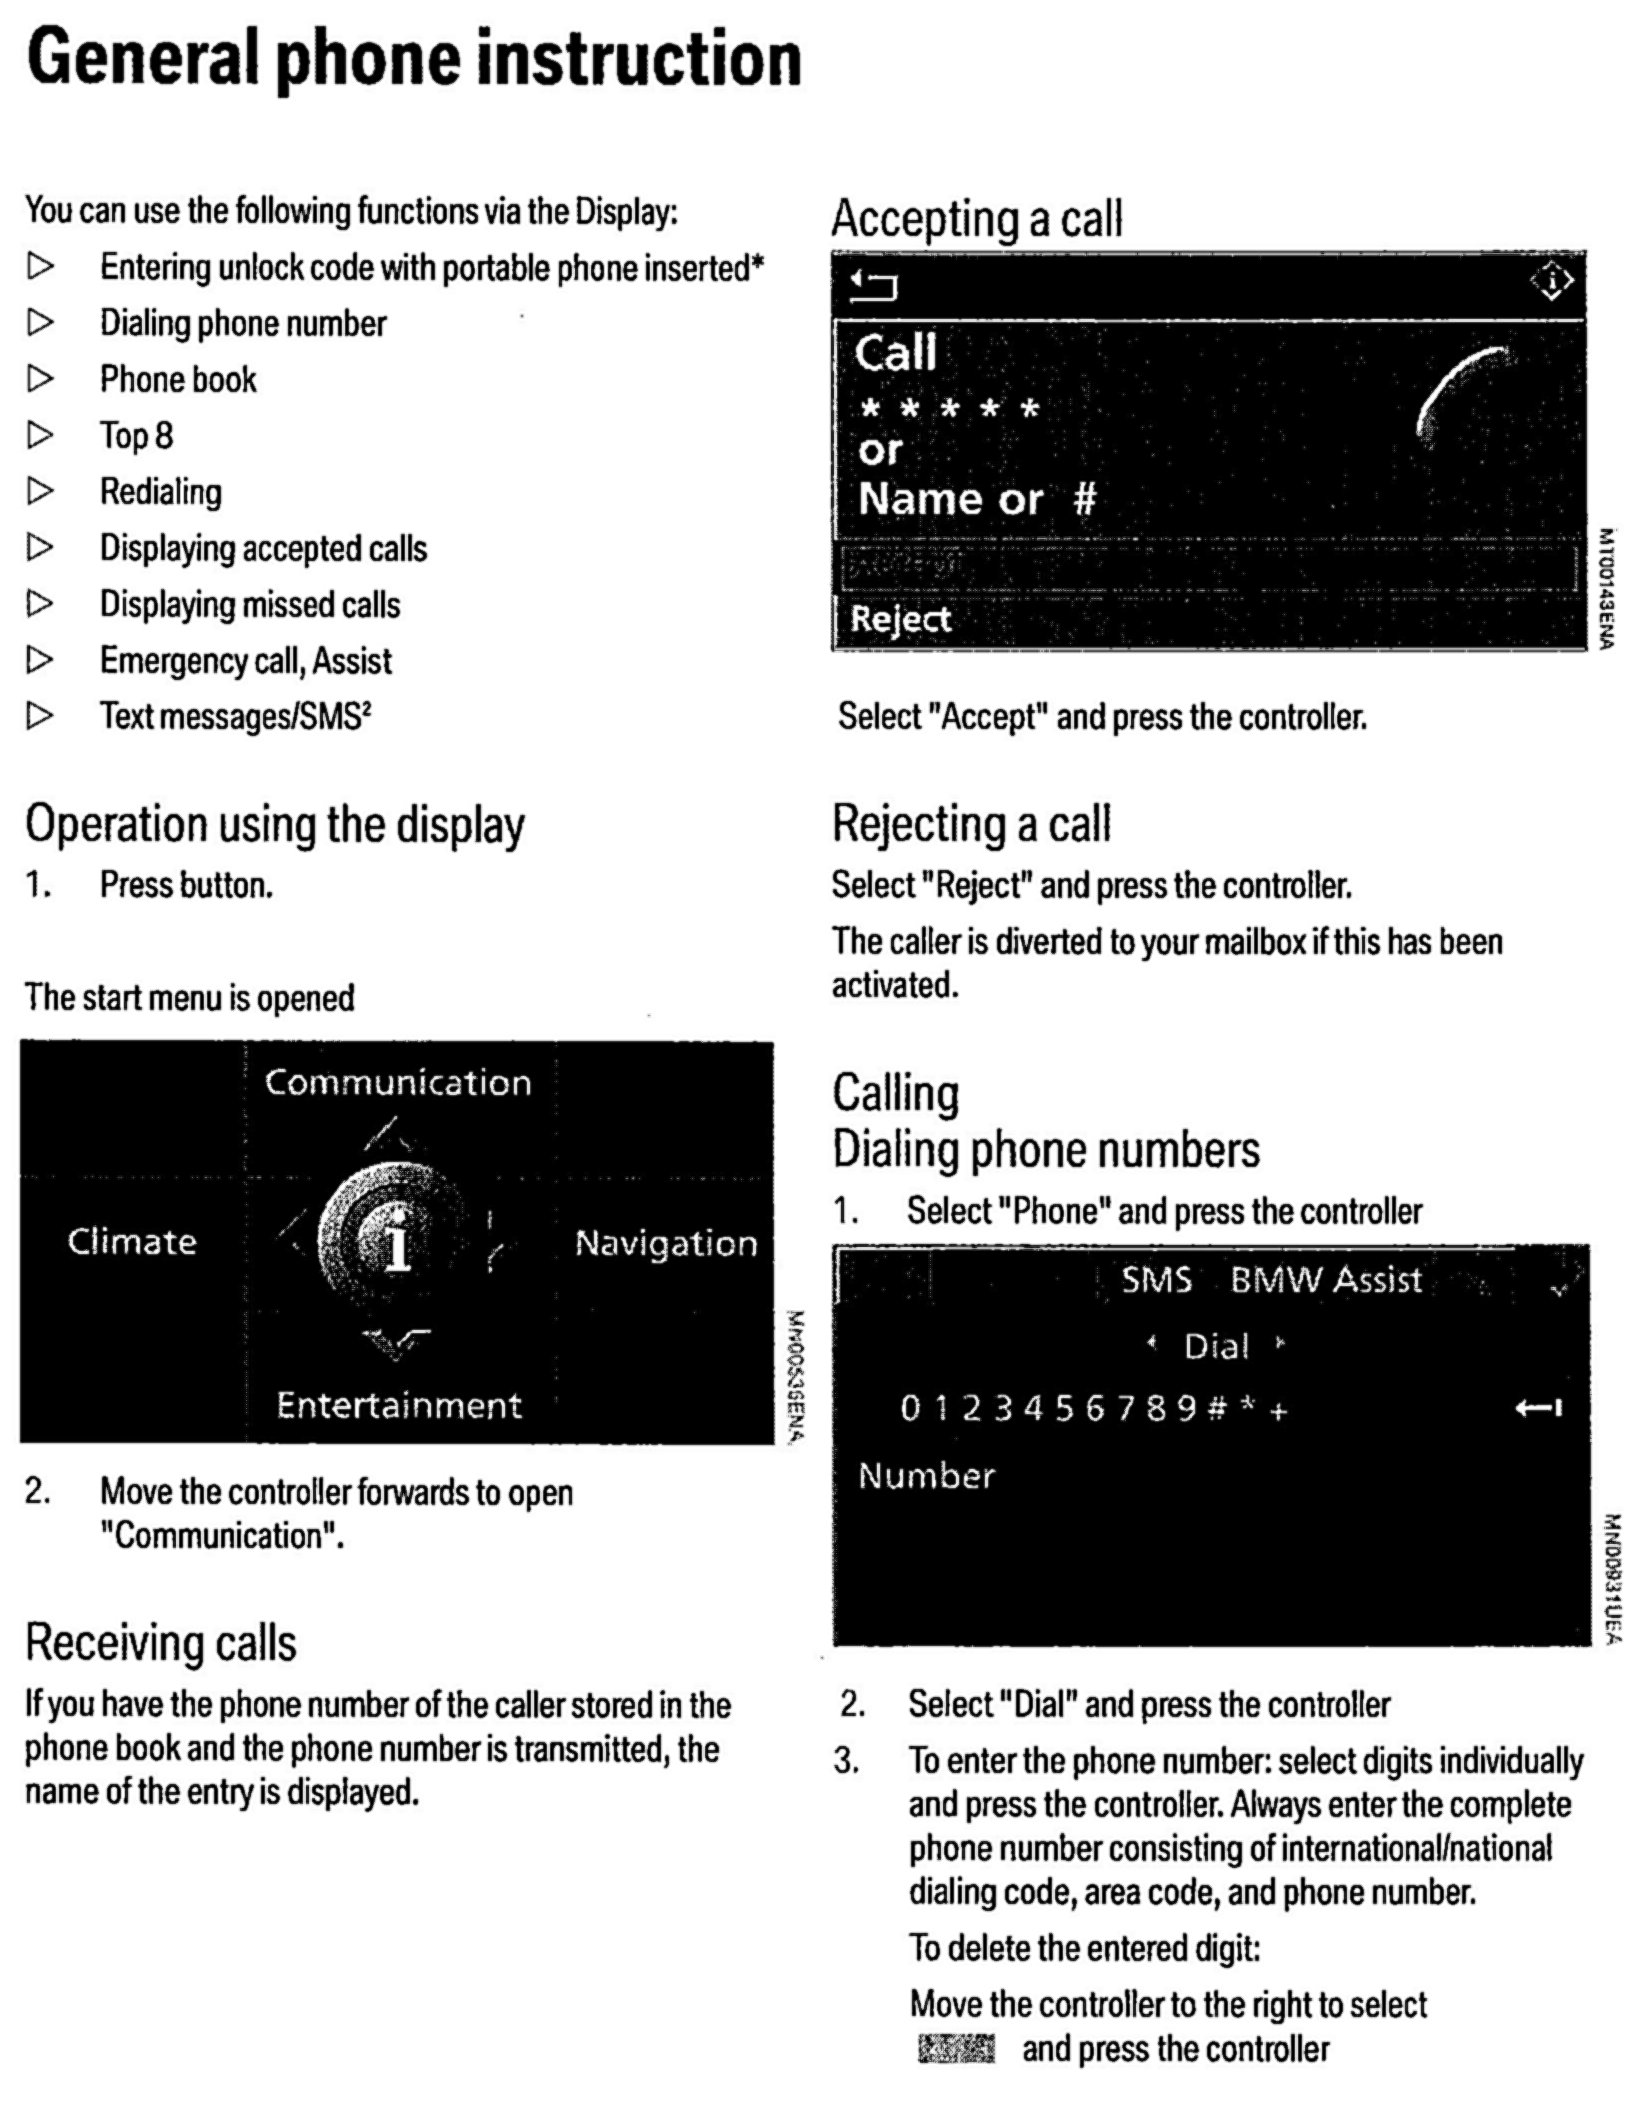 General phone instruction
You can use the following functions via the Display:
▷ Entering unlock code with portable phone inserted*
▷ Dialing phone number
▷ Phone book
▷ Top 8
▷ Redialing
▷ Displaying accepted calls
▷ Displaying missed calls
▷ Emergency call, Assist
▷ Text messages/SMS²
Operation using the display
1. Press button.
The start menu is opened
Communication
Climate
i
Navigation
Entertainment
MN0053GENA
2. Move the controller forwards to open
"Communication".
Receiving calls
If you have the phone number of the caller stored in the
phone book and the phone number is transmitted, the
name of the entry is displayed.
Accepting a call
i
Call
* * * * *
or
Name or #
Reject
MT00143ENA
Select "Accept" and press the controller.
Rejecting a call
Select "Reject" and press the controller.
The caller is diverted to your mailbox if this has been
activated.
Calling
Dialing phone numbers
1. Select "Phone" and press the controller
SMS BMW Assist
Dial
0 1 2 3 4 5 6 7 8 9 # * +
Number
2. Select "Dial" and press the controller
3. To enter the phone number: select digits individually
and press the controller. Always enter the complete
phone number consisting of international/national
dialing code, area code, and phone number.
To delete the entered digit:
Move the controller to the right to select
and press the controller